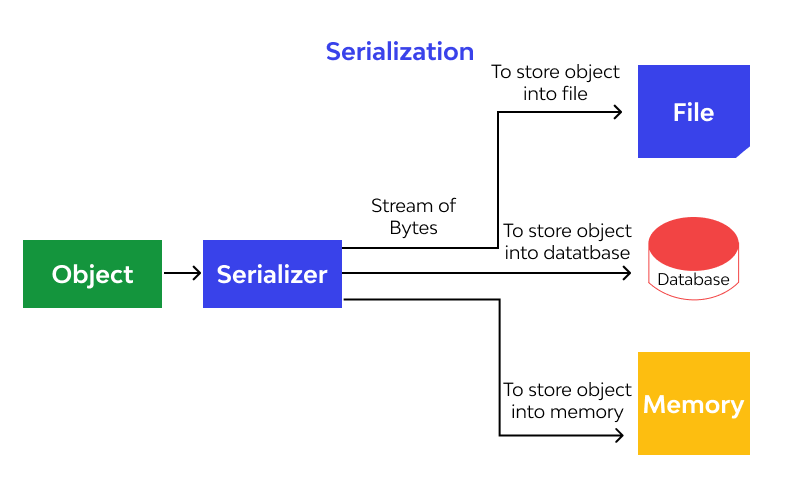 Serialization
To store object
into file
File
Stream of
Bytes
To store object
into datatbase
Object
Serializer
Database
To store object
into memory
Memory